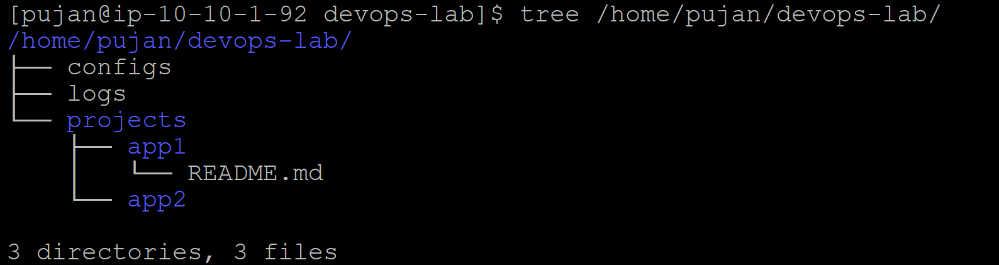 [pujan@ip-10-10-1-92 devops-lab]$ tree /home/pujan/devops-lab/
/home/pujan/devops-lab/
├── configs
├── logs
└── projects
    ├── app1
    │   └── README.md
    └── app2

3 directories, 3 files